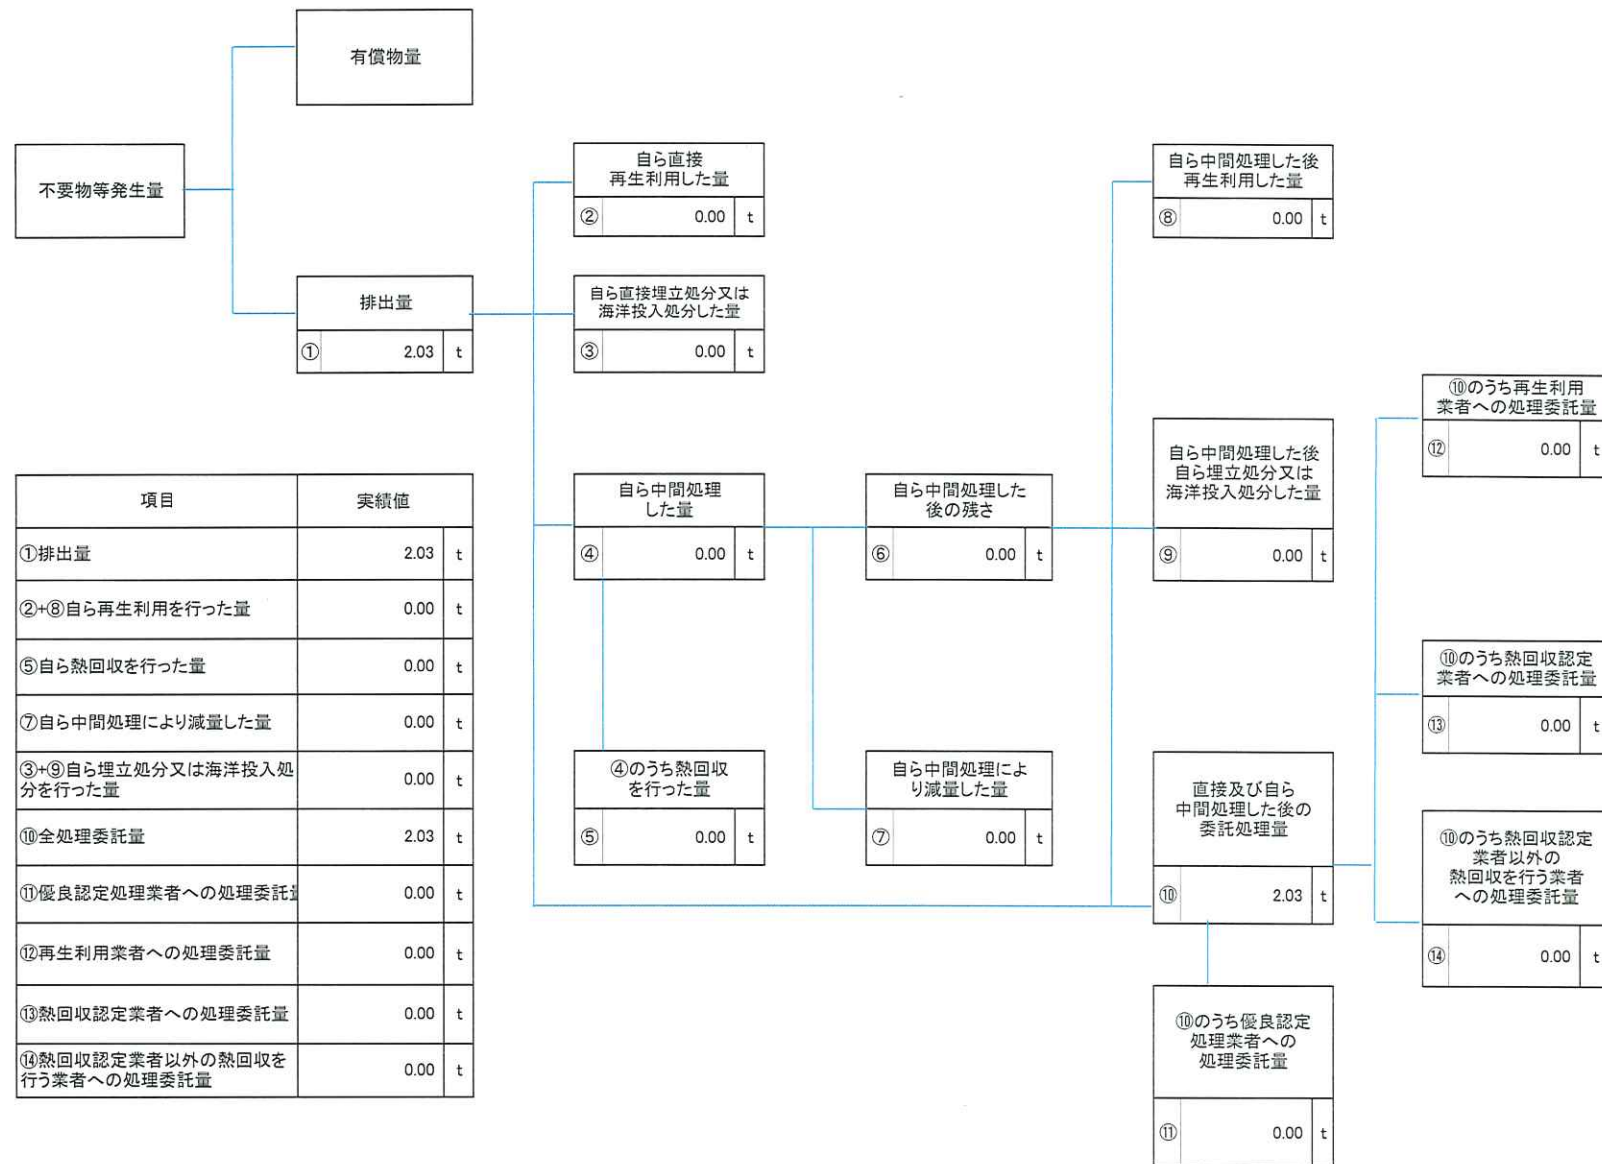 有償物量
不要物等発生量
排出量
① 2.03 t
自ら直接
再生利用した量
② 0.00 t
自ら直接埋立処分又は
海洋投入処分した量
③ 0.00 t
自ら中間処理
した量
④ 0.00 t
④のうち熱回収
を行った量
⑤ 0.00 t
自ら中間処理した
後の残さ
⑥ 0.00 t
自ら中間処理によ
り減量した量
⑦ 0.00 t
自ら中間処理した後
再生利用した量
⑧ 0.00 t
自ら中間処理した後
自ら埋立処分又は
海洋投入処分した量
⑨ 0.00 t
直接及び自ら
中間処理した後の
委託処理量
⑩ 2.03 t
⑩のうち優良認定
処理業者への
処理委託量
⑪ 0.00 t
⑩のうち再生利用
業者への処理委託量
⑫ 0.00 t
⑩のうち熱回収認定
業者への処理委託量
⑬ 0.00 t
⑩のうち熱回収認定
業者以外の
熱回収を行う業者
への処理委託量
⑭ 0.00 t
項目 実績値
①排出量 2.03 t
②+⑧自ら再生利用を行った量 0.00 t
⑤自ら熱回収を行った量 0.00 t
⑦自ら中間処理により減量した量 0.00 t
③+⑨自ら埋立処分又は海洋投入処
分を行った量 0.00 t
⑩全処理委託量 2.03 t
⑪優良認定処理業者への処理委託 0.00 t
⑫再生利用業者への処理委託量 0.00 t
⑬熱回収認定業者への処理委託量 0.00 t
⑭熱回収認定業者以外の熱回収を
行う業者への処理委託量 0.00 t